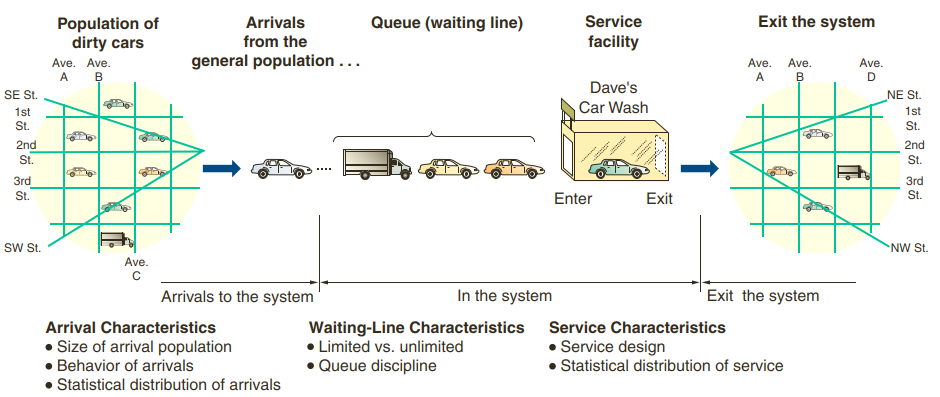 Population of
dirty cars
Arrivals
from the
general population . . .
Queue (waiting line)
Service
facility
Exit the system
Ave.
A
Ave.
B
SE St.
1st
St.
2nd
St.
3rd
St.
SW St.
Ave.
C
Dave's
Car Wash
Enter
Exit
Ave.
A
Ave.
B
Ave.
D
NE St.
1st
St.
2nd
St.
3rd
St.
NW St.
Arrivals to the system
In the system
Exit the system
Arrival Characteristics
• Size of arrival population
• Behavior of arrivals
• Statistical distribution of arrivals
Waiting-Line Characteristics
• Limited vs. unlimited
• Queue discipline
Service Characteristics
• Service design
• Statistical distribution of service